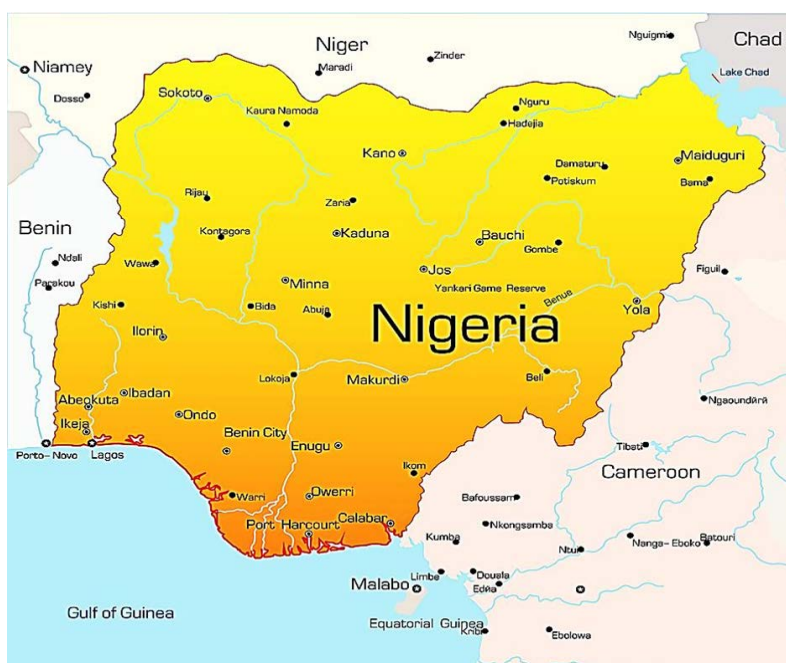 Niger
Nguigmi
Chad
Zinder
Niamey
Maradi
Lake Chad
Dosso
Sokoto
Nguru
Kaura Namoda
Hadejia
Kano
Maiduguri
Damaturu
Potiskum
Bama
Rijau
Zaria
Benin
Kontagora
Kaduna
Bauchi
Gombe
Ndali
Wawa
Jos
Figuil
Parakou
Minna
Yankari Game Reserve
Benue
Kishi
Bida
Abuja
Nigeria
Yola
Ilorin
Lokoja
Makurdi
Beli
Ibadan
Abeokuta
Ngaoundéré
Ondo
Ikeja
Benin City
Enugu
Porto-Novo
Lagos
Tibati
Ikom
Cameroon
Warri
Owerri
Bafoussam
Port Harcourt
Calabar
Nkongsamba
Kumba
Nanga-Eboko
Batouri
Ntui
Limbe
Douala
Malabo
Edéa
Gulf of Guinea
Equatorial Guinea
Kribi
Ebolowa